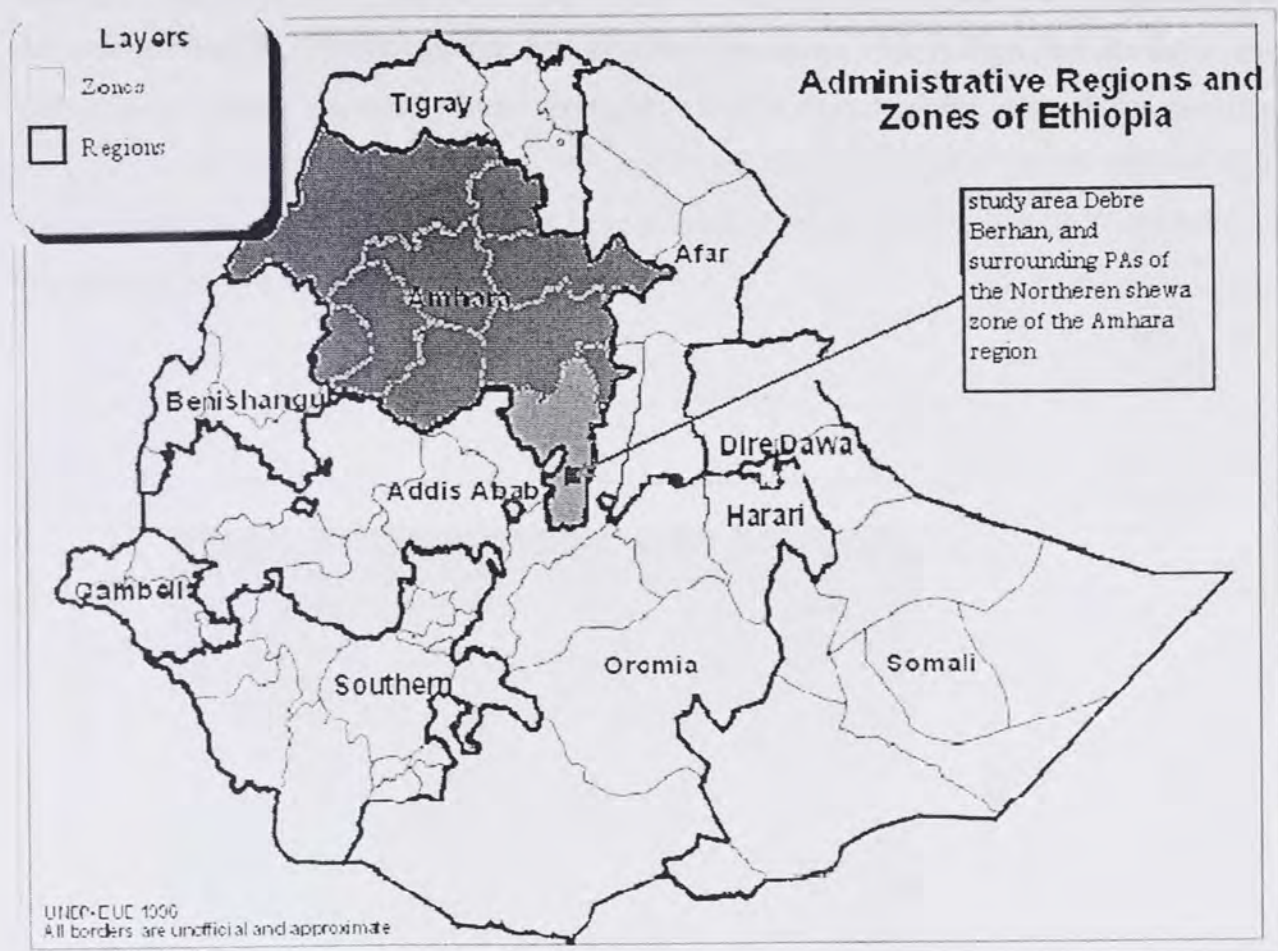 Layers
Zones
Regions
Administrative Regions and
Zones of Ethiopia
Tigray
study area Debre
Berhan, and
surrounding PAs of
the Northeren shewa
zone of the Amhara
region
Afar
Amhara
Benishangu
Dire Dawa
Addis Abab
Harari
Gambella
Oromia
Somali
Southern
UNDP-EUE 1996
All borders are unofficial and approximate